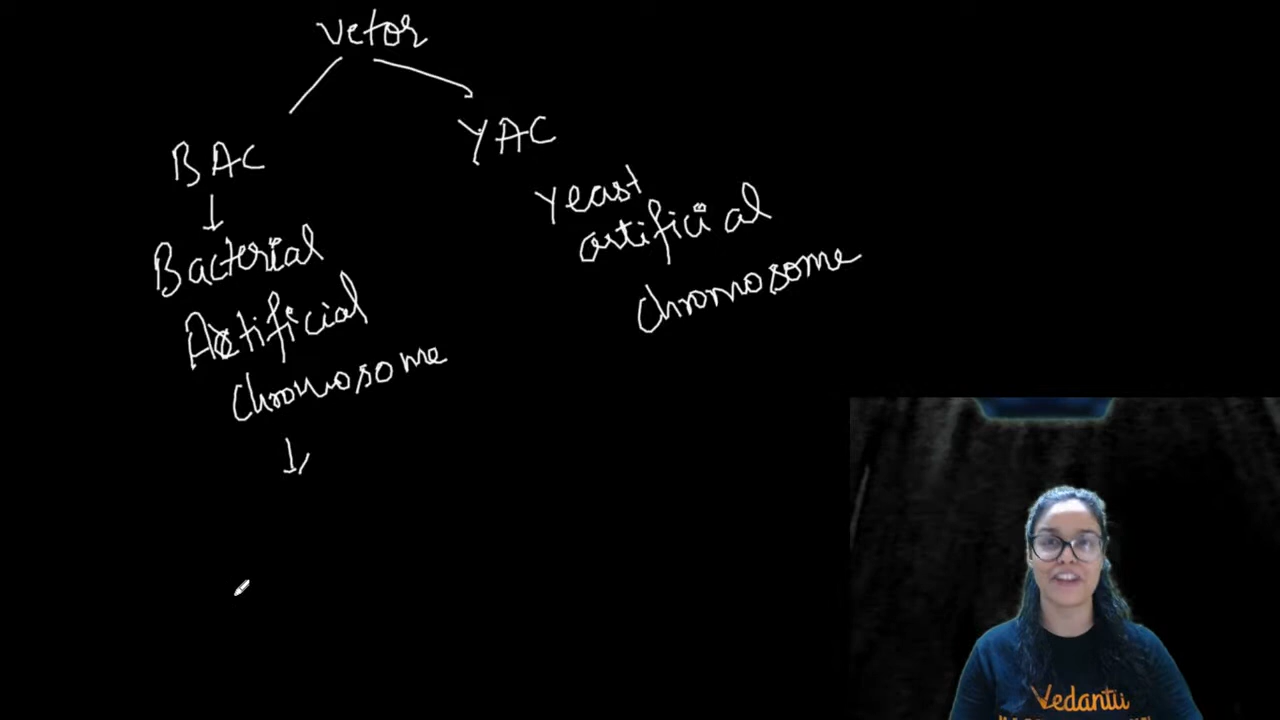 Vetor
BAC
YAC
Bacterial
Artificial
chromosome
Yeast
artificial
chromosome
Vedantu